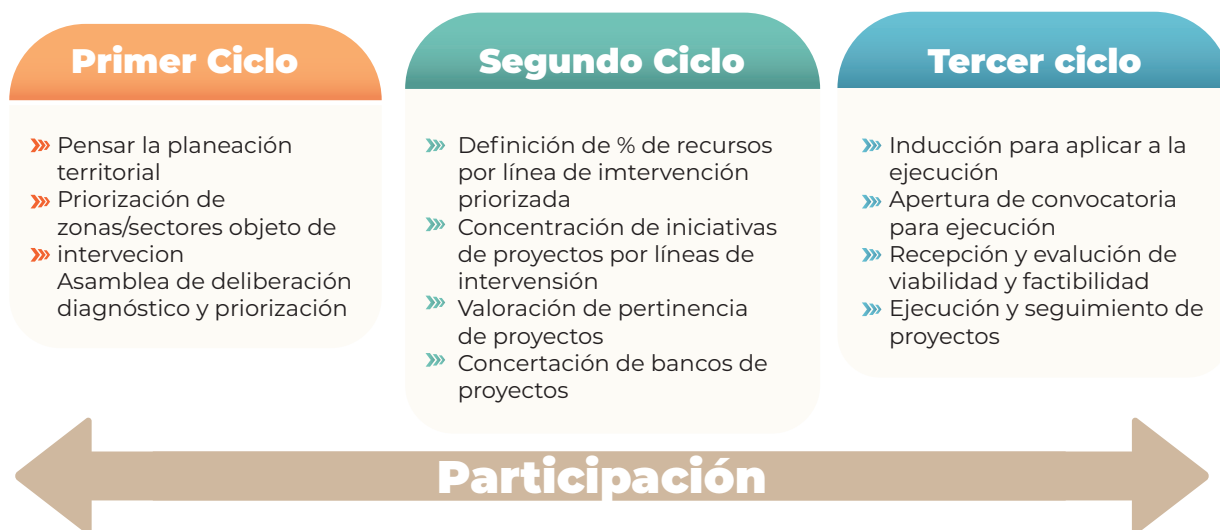 Primer Ciclo
Pensar la planeación
territorial
Priorización de
zonas/sectores objeto de
intervecion
Asamblea de deliberación
diagnóstico y priorización
Segundo Ciclo
Definición de % de recursos
por línea de imtervención
priorizada
Concentración de iniciativas
de proyectos por líneas de
intervensión
Valoración de pertinencia
de proyectos
Concertación de bancos de
proyectos
Tercer ciclo
Inducción para aplicar a la
ejecución
Apertura de convocatoria
para ejecución
Recepción y evalución de
viabilidad y factibilidad
Ejecución y seguimiento de
proyectos
Participación